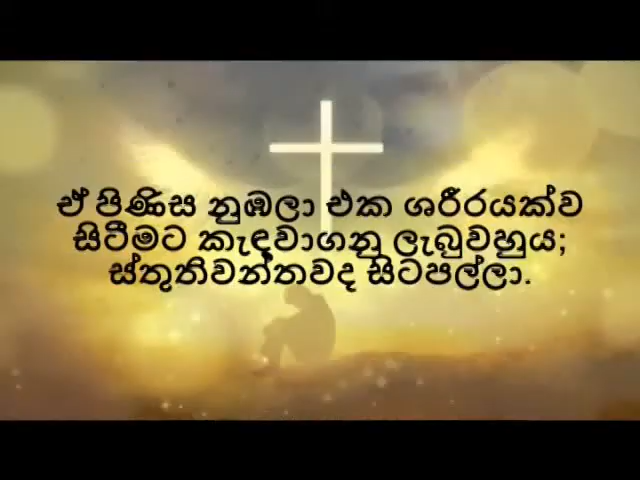 ඒ පිණිස නුඹලා එක ශරීරයක්ව
සිටීමට කැඳවාගනු ලැබුවහුය;
ස්තුතිවන්තවද සිටපල්ලා.